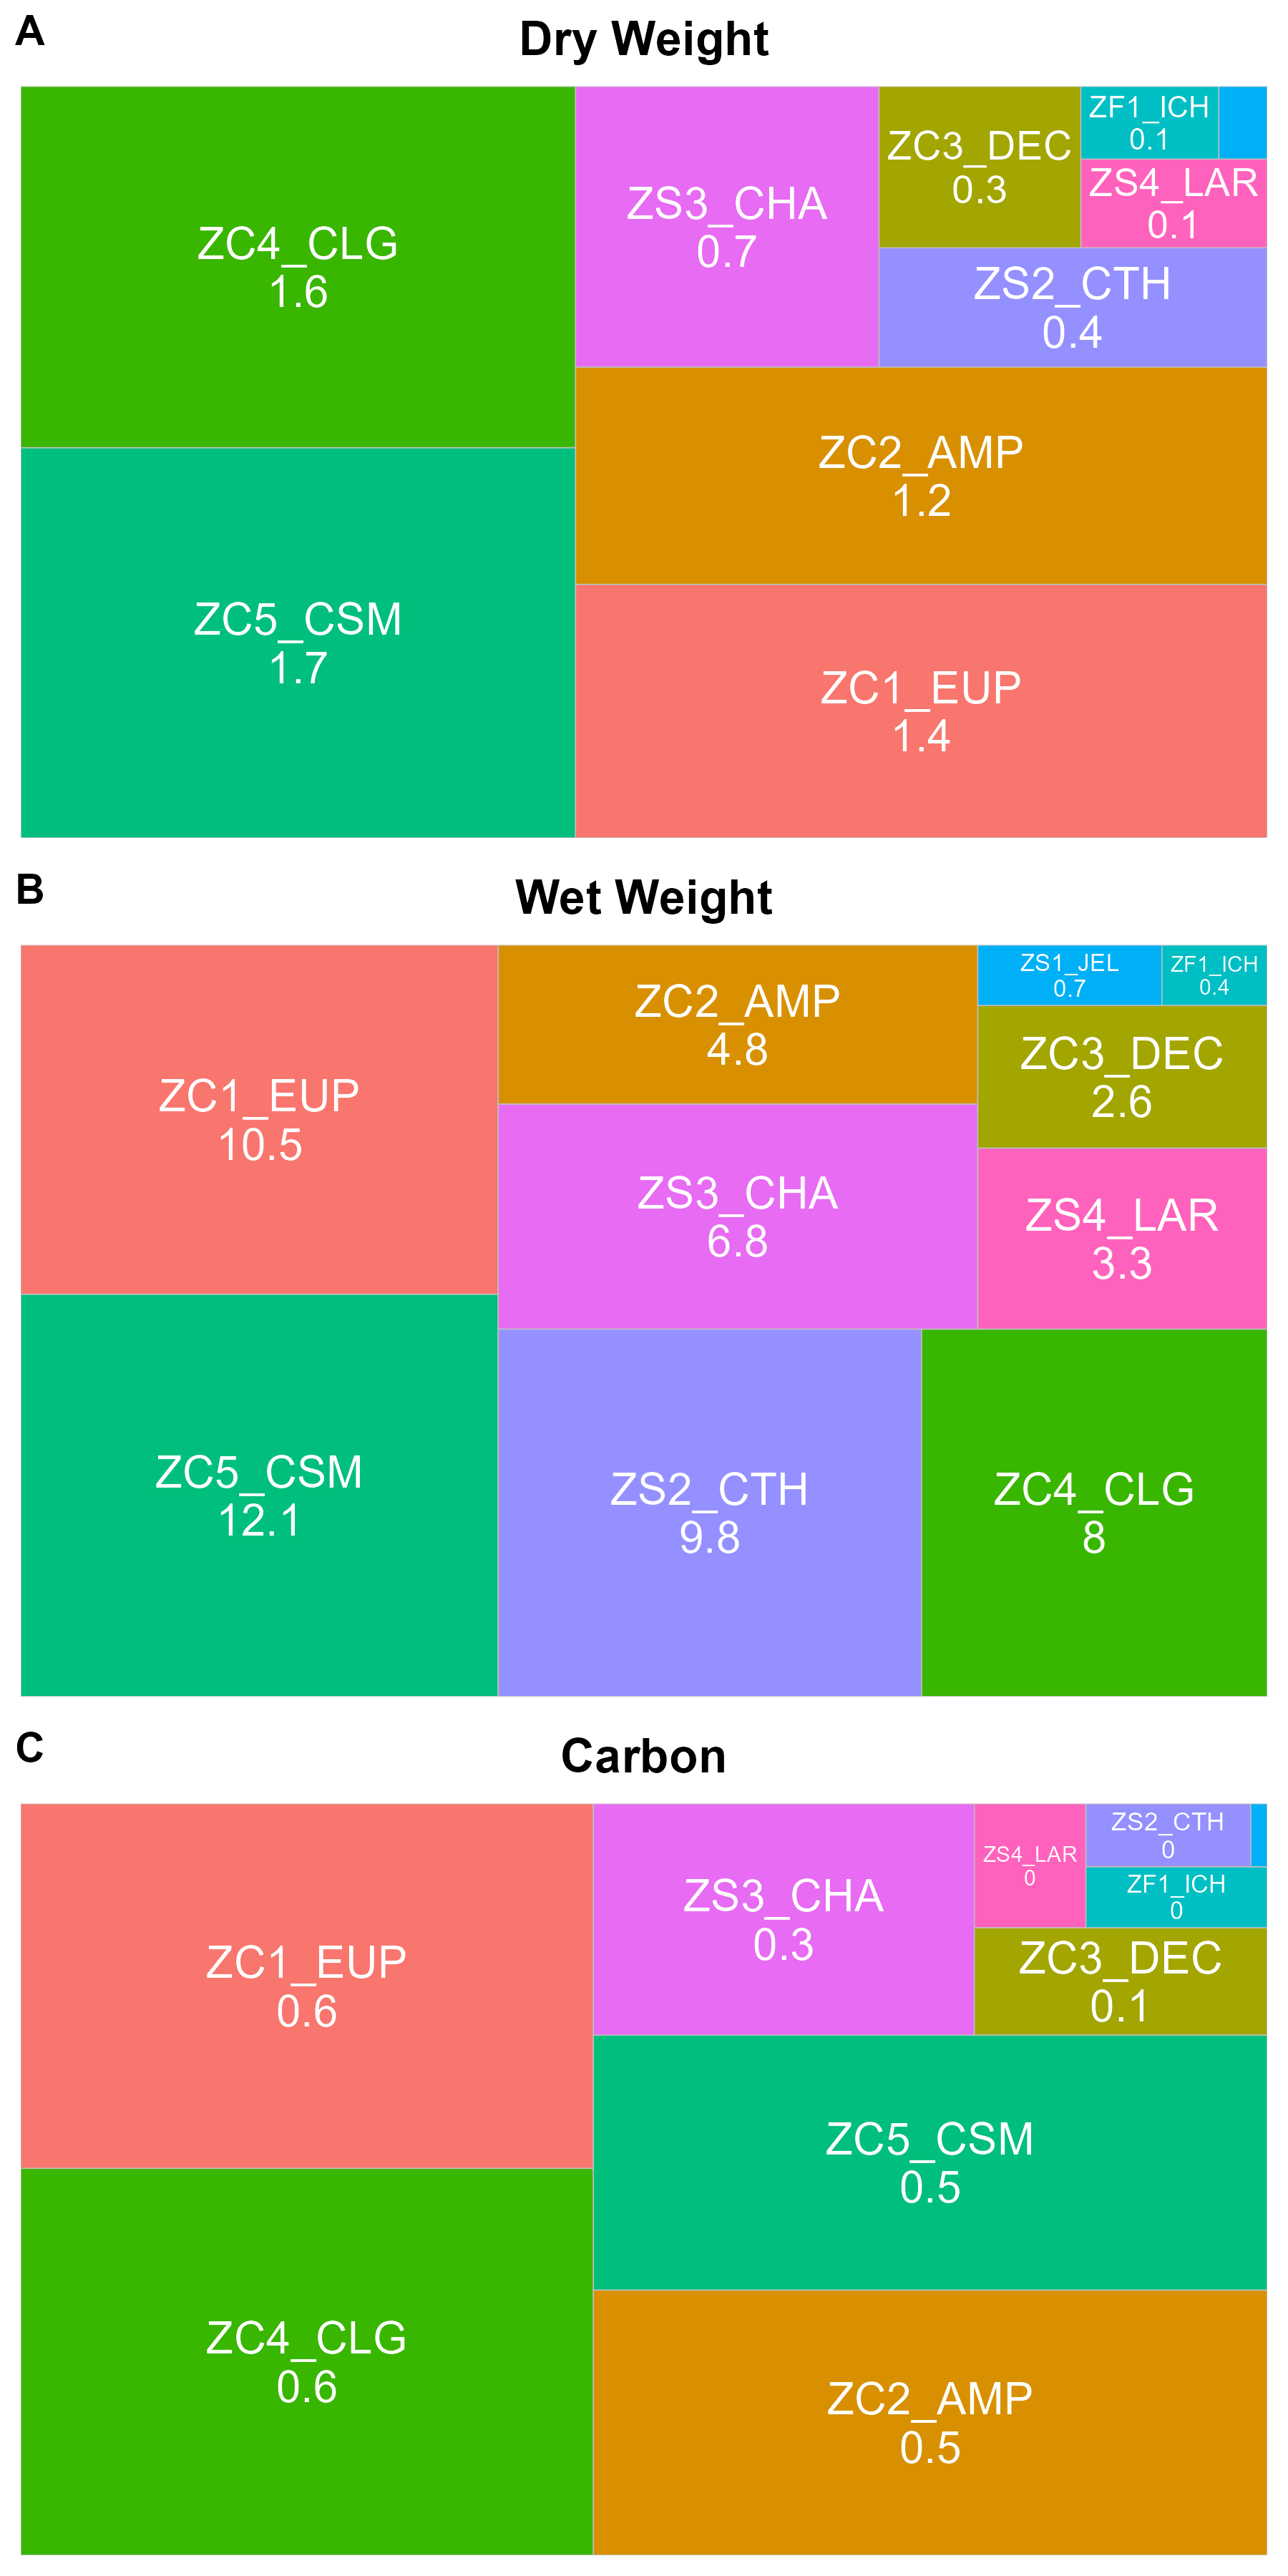 A
Dry Weight
ZC4_CLG
1.6
ZS3_CHA
0.7
ZC3_DEC
0.3
ZF1_ICH
0.1
ZS4_LAR
0.1
ZS2_CTH
0.4
ZC2_AMP
1.2
ZC5_CSM
1.7
ZC1_EUP
1.4
B
Wet Weight
ZC1_EUP
10.5
ZC2_AMP
4.8
ZS1_JEL
0.7
ZF1_ICH
0.4
ZC3_DEC
2.6
ZS3_CHA
6.8
ZS4_LAR
3.3
ZC5_CSM
12.1
ZS2_CTH
9.8
ZC4_CLG
8
C
Carbon
ZC1_EUP
0.6
ZS3_CHA
0.3
ZS4_LAR
0
ZS2_CTH
0
ZF1_ICH
0
ZC3_DEC
0.1
ZC5_CSM
0.5
ZC4_CLG
0.6
ZC2_AMP
0.5